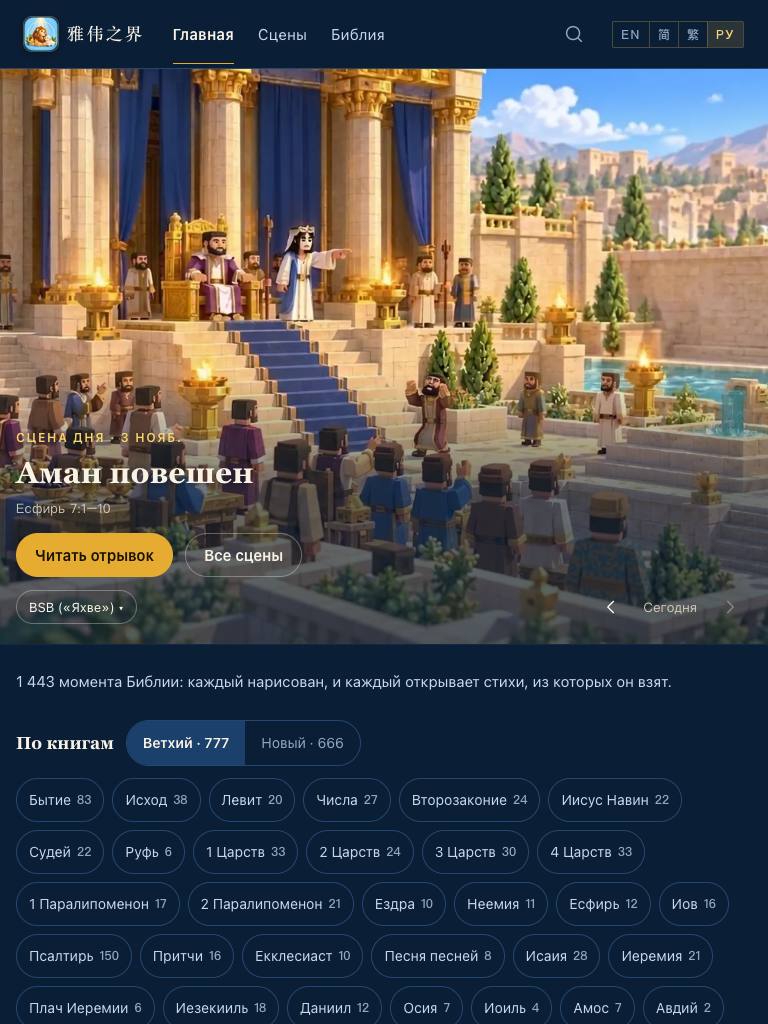 雅伟之界 Главная Сцены Библия EN 简 繁 РУ
СЦЕНА ДНЯ · 3 НОЯБ.
Аман повешен
Есфирь 7:1—10
Читать отрывок Все сцены
BSB («Яхве») ▾ Сегодня
1 443 момента Библии: каждый нарисован, и каждый открывает стихи, из которых он взят.
По книгам Ветхий · 777 Новый · 666
Бытие 83 Исход 38 Левит 20 Числа 27 Второзаконие 24 Иисус Навин 22
Судей 22 Руфь 6 1 Царств 33 2 Царств 24 3 Царств 30 4 Царств 33
1 Паралипоменон 17 2 Паралипоменон 21 Ездра 10 Неемия 11 Есфирь 12 Иов 16
Псалтирь 150 Притчи 16 Екклесиаст 10 Песня песней 8 Исаия 28 Иеремия 21
Плач Иеремии 6 Иезекииль 18 Даниил 12 Осия 7 Иоиль 4 Амос 7 Авдий 2